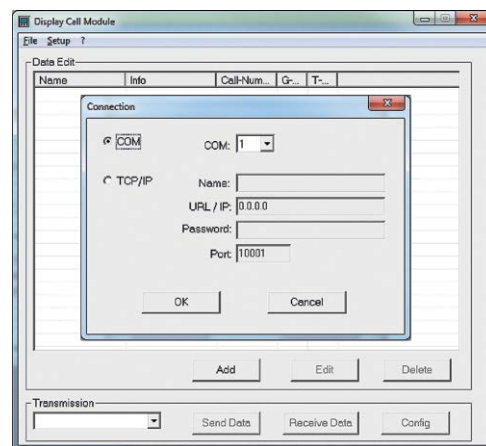 Display Call Module
File Setup ?
Data Edit
Name Info Call-Num... G-... T-...
Connection
COM COM: 1
TCP/IP Name:
URL / IP: 0.0.0.0
Password:
Port: 10001
OK Cancel
Add Edit Delete
Transmission
Send Data Receive Data Config